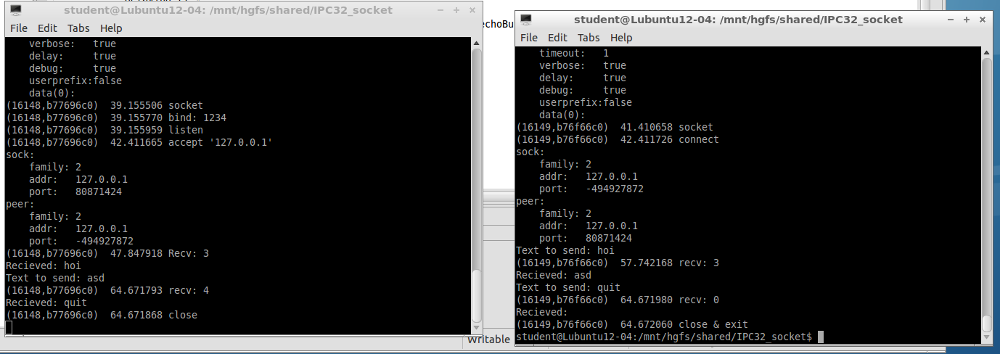 student@Lubuntu12-04: /mnt/hgfs/shared/IPC32_socket
File Edit Tabs Help
verbose: true
delay: true
debug: true
userprefix:false
data(0):
(16148,b77696c0) 39.155506 socket
(16148,b77696c0) 39.155770 bind: 1234
(16148,b77696c0) 39.155959 listen
(16148,b77696c0) 42.411665 accept '127.0.0.1'
sock:
family: 2
addr: 127.0.0.1
port: 80871424
peer:
family: 2
addr: 127.0.0.1
port: -494927872
(16148,b77696c0) 47.847918 Recv: 3
Recieved: hoi
Text to send: asd
(16148,b77696c0) 64.671793 recv: 4
Recieved: quit
(16148,b77696c0) 64.671868 close
echoBu
Writable
student@Lubuntu12-04: /mnt/hgfs/shared/IPC32_socket
File Edit Tabs Help
timeout: 1
verbose: true
delay: true
debug: true
userprefix:false
data(0):
(16149,b76f66c0) 41.410658 socket
(16149,b76f66c0) 42.411726 connect
sock:
family: 2
addr: 127.0.0.1
port: -494927872
peer:
family: 2
addr: 127.0.0.1
port: 80871424
Text to send: hoi
(16149,b76f66c0) 57.742168 recv: 3
Recieved: asd
Text to send: quit
(16149,b76f66c0) 64.671980 recv: 0
Recieved:
(16149,b76f66c0) 64.672060 close & exit
student@Lubuntu12-04:/mnt/hgfs/shared/IPC32_socket$